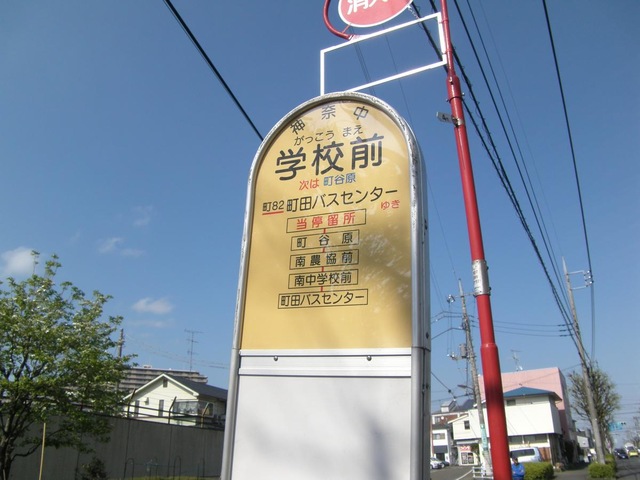 消火
神奈中
がっこう まえ
学校前
次は 町谷原
町82 町田バスセンター ゆき
当停留所
町谷原
南農協前
南中学校前
町田バスセンター